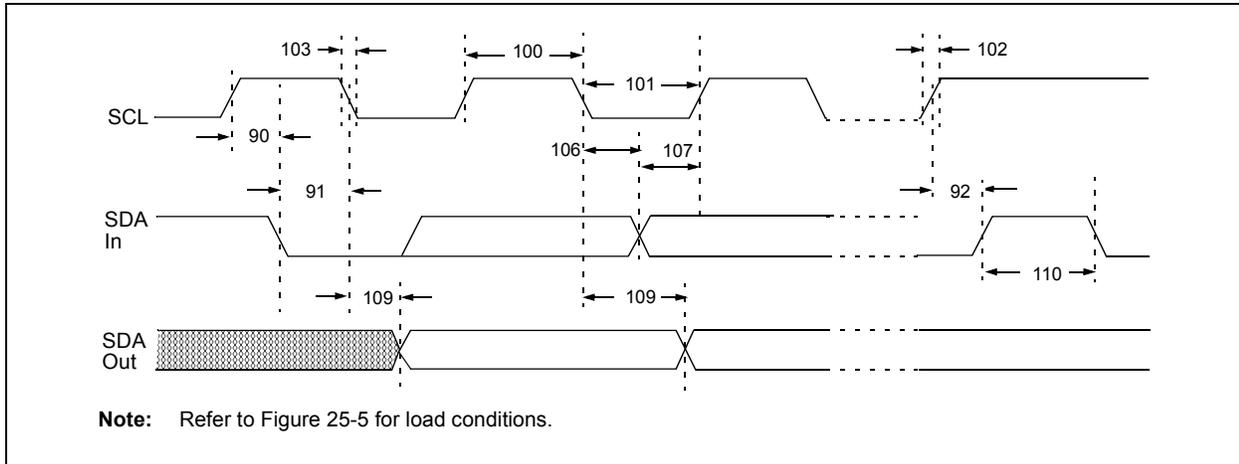 103
100
101
102
SCL
90
106
107
91
92
SDA
In
109
109
110
SDA
Out
Note: Refer to Figure 25-5 for load conditions.